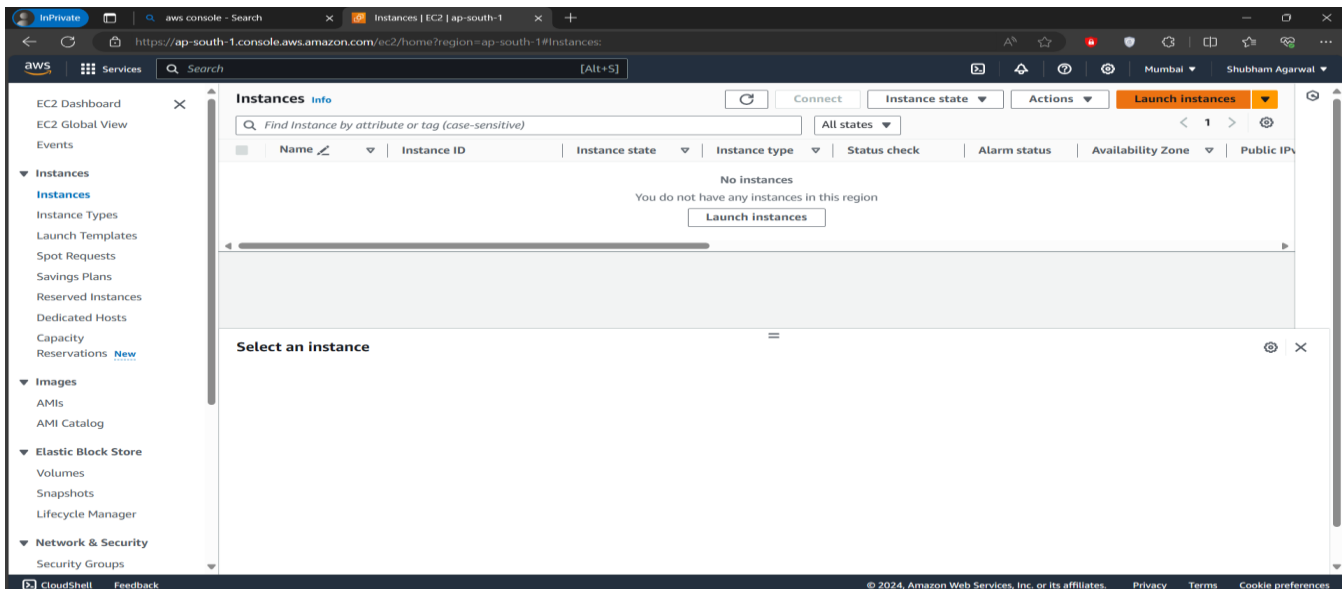 InPrivate
aws console - Search
Instances | EC2 | ap-south-1
https://ap-south-1.console.aws.amazon.com/ec2/home?region=ap-south-1#Instances:
aws
Services
Search
[Alt+S]
Mumbai
Shubham Agarwal
EC2 Dashboard
EC2 Global View
Events
Instances
Instances
Instance Types
Launch Templates
Spot Requests
Savings Plans
Reserved Instances
Dedicated Hosts
Capacity
Reservations New
Images
AMIs
AMI Catalog
Elastic Block Store
Volumes
Snapshots
Lifecycle Manager
Network & Security
Security Groups
Instances Info
Connect
Instance state
Actions
Launch instances
Find Instance by attribute or tag (case-sensitive)
All states
1
Name
Instance ID
Instance state
Instance type
Status check
Alarm status
Availability Zone
Public IPv
No instances
You do not have any instances in this region
Launch instances
Select an instance
CloudShell
Feedback
© 2024, Amazon Web Services, Inc. or its affiliates.
Privacy
Terms
Cookie preferences